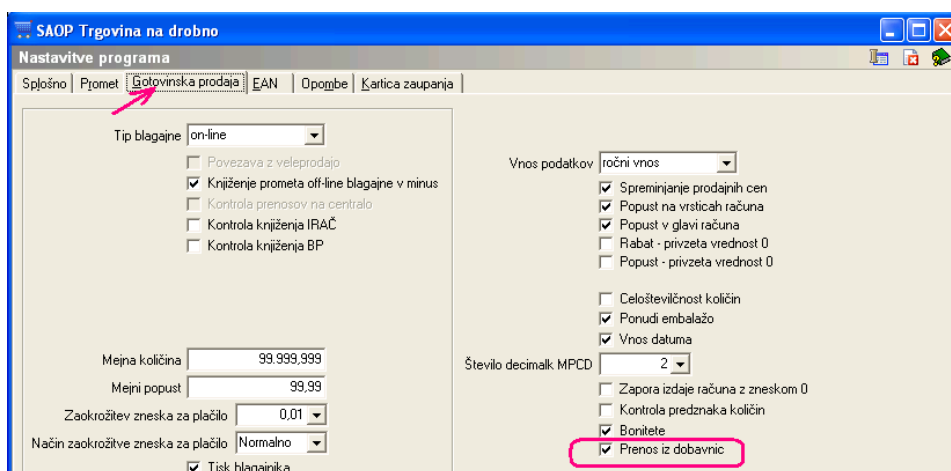 SAOP Trgovina na drobno
Nastavitve programa
Splošno Promet Gotovinska prodaja EAN Opombe Kartica zaupanja
Tip blagajne on-line
Povezava z veleprodajo
Knjiženje prometa off-line blagajne v minus
Kontrola prenosov na centralo
Kontrola knjiženja IRAČ
Kontrola knjiženja BP
Mejna količina 99.999,999
Mejni popust 99,99
Zaokrožitev zneska za plačilo 0,01
Način zaokrožitve zneska za plačilo Normalno
Tisk blagajnika
Vnos podatkov ročni vnos
Spreminjanje prodajnih cen
Popust na vrsticah računa
Popust v glavi računa
Rabat - privzeta vrednost 0
Popust - privzeta vrednost 0
Celoštevilčnost količin
Ponudi embalažo
Vnos datuma
Število decimalk MPCD 2
Zapora izdaje računa z zneskom 0
Kontrola predznaka količin
Bonitete
Prenos iz dobavnic